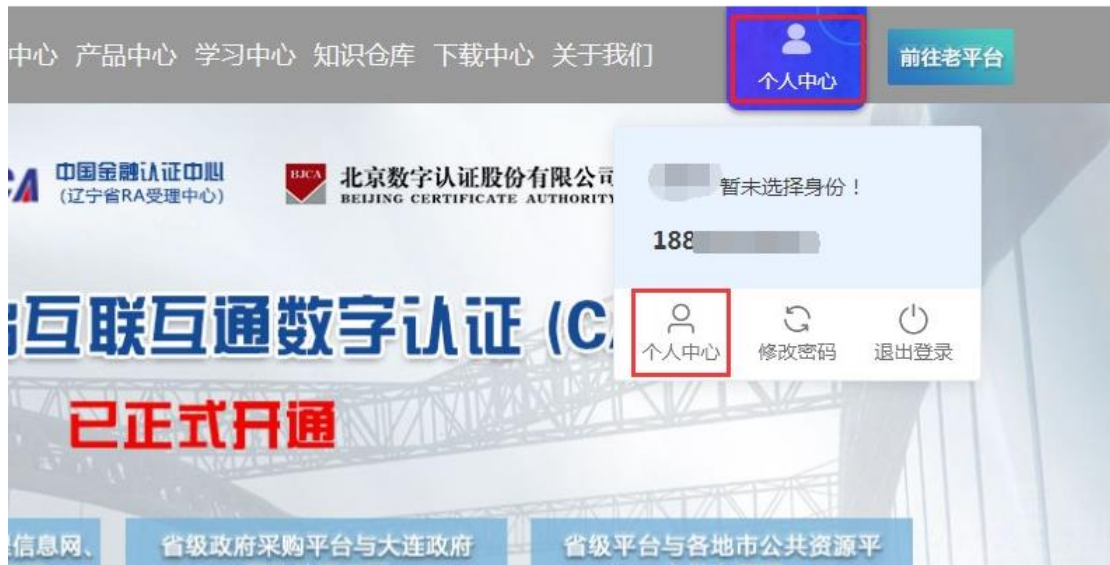 中心 产品中心 学习中心 知识仓库 下载中心 关于我们
个人中心
前往老平台
中国金融认证中心
(辽宁省RA受理中心)
BJCA
北京数字认证股份有限公司
BEIJING CERTIFICATE AUTHORITY
暂未选择身份！
188
互联互通数字认证 (C
已正式开通
个人中心
修改密码
退出登录
信息网、
省级政府采购平台与大连政府
省级平台与各地市公共资源平